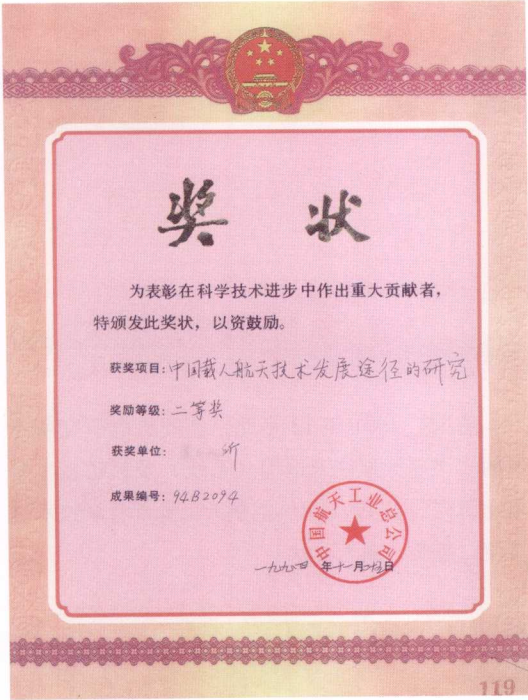 奖状
为表彰在科学技术进步中作出重大贡献者，
特颁发此奖状，以资鼓励。
获奖项目：中国载人航天技术发展途径的研究
奖励等级：二等奖
获奖单位： 所
成果编号：94B2094
中国航天工业总公司
一九九四年十一月 日
119